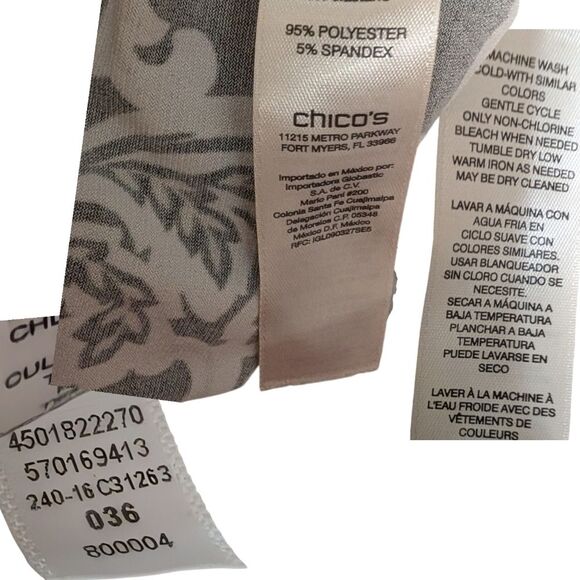 95% POLYESTER
5% SPANDEX
chico's
11215 METRO PARKWAY
FORT MYERS, FL 33966
Importado en México por:
Importadora Globastic
S.A. de C.V.
Mario Pani #200
Colonia Santa Fe Cuajimalpa
Delegación Cuajimalpa
de Morelos C.P. 05348
México D.F. México
RFC: IGL090327SE5
MACHINE WASH
COLD-WITH SIMILAR
COLORS
GENTLE CYCLE
ONLY NON-CHLORINE
BLEACH WHEN NEEDED
TUMBLE DRY LOW
WARM IRON AS NEEDED
MAY BE DRY CLEANED
LAVAR A MÁQUINA CON
AGUA FRIA EN
CICLO SUAVE CON
COLORES SIMILARES.
USAR BLANQUEADOR
SIN CLORO CUANDO SE
NECESITE.
SECAR A MÁQUINA A
BAJA TEMPERATURA
PLANCHAR A BAJA
TEMPERATURA
PUEDE LAVARSE EN
SECO
LAVER À LA MACHINE À
L'EAU FROIDE AVEC DES
VÊTEMENTS DE
COULEURS
4501822270
570169413
240-16 C31263
036
800004